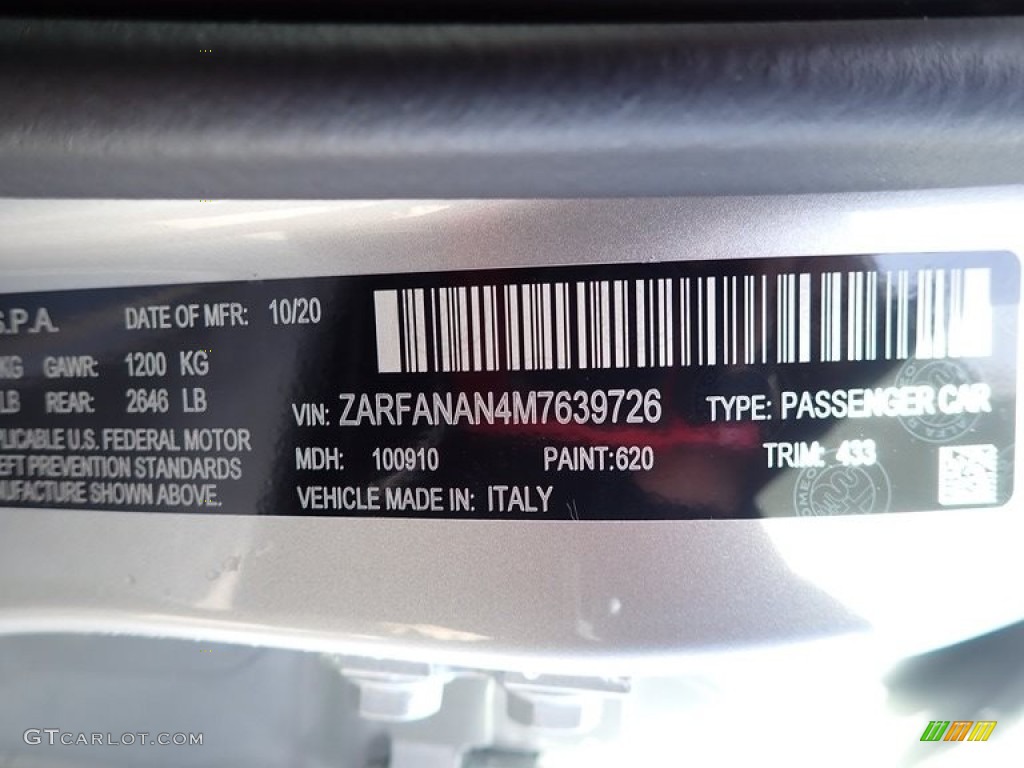 S.P.A. DATE OF MFR: 10/20
KG GAWR: 1200 KG
LB REAR: 2646 LB
VIN: ZARFANAN4M7639726 TYPE: PASSENGER CAR
PLICABLE U.S. FEDERAL MOTOR
EFT PREVENTION STANDARDS
NUFACTURE SHOWN ABOVE.
MDH: 100910 PAINT:620 TRIM: 433
VEHICLE MADE IN: ITALY
GTCARLOT.COM